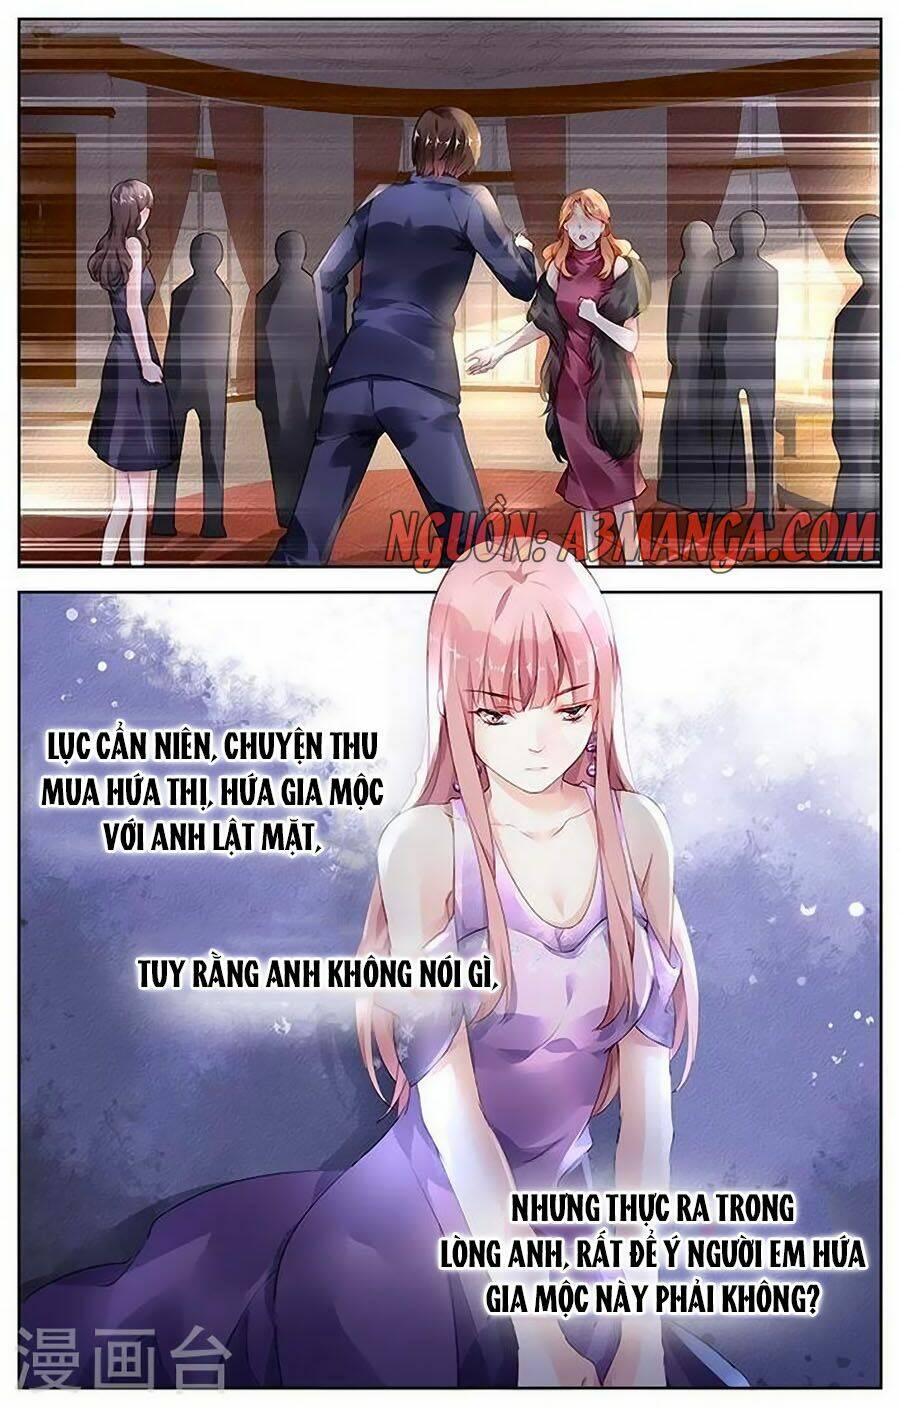 NGUỒN: A3MANGA.COM
LỤC CẨN NIÊN, CHUYỆN THU
MUA HỨA THỊ, HỨA GIA MỘC
VỚI ANH LẬT MẶT,
TUY RẰNG ANH KHÔNG NÓI GÌ,
NHƯNG THỰC RA TRONG
LÒNG ANH, RẤT ĐỂ Ý NGƯỜI EM HỨA
GIA MỘC NÀY PHẢI KHÔNG?
漫画台